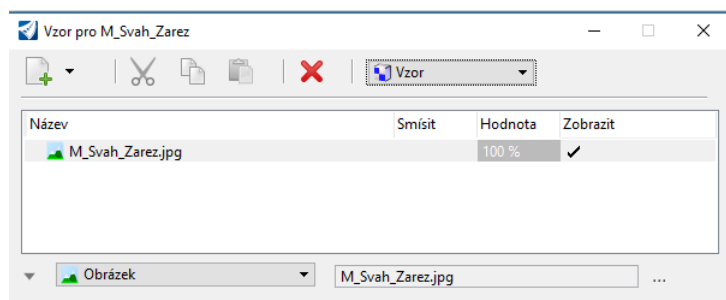 Vzor pro M_Svah_Zarez
Vzor
Název Smísit Hodnota Zobrazit
M_Svah_Zarez.jpg 100 %
Obrázek M_Svah_Zarez.jpg ...